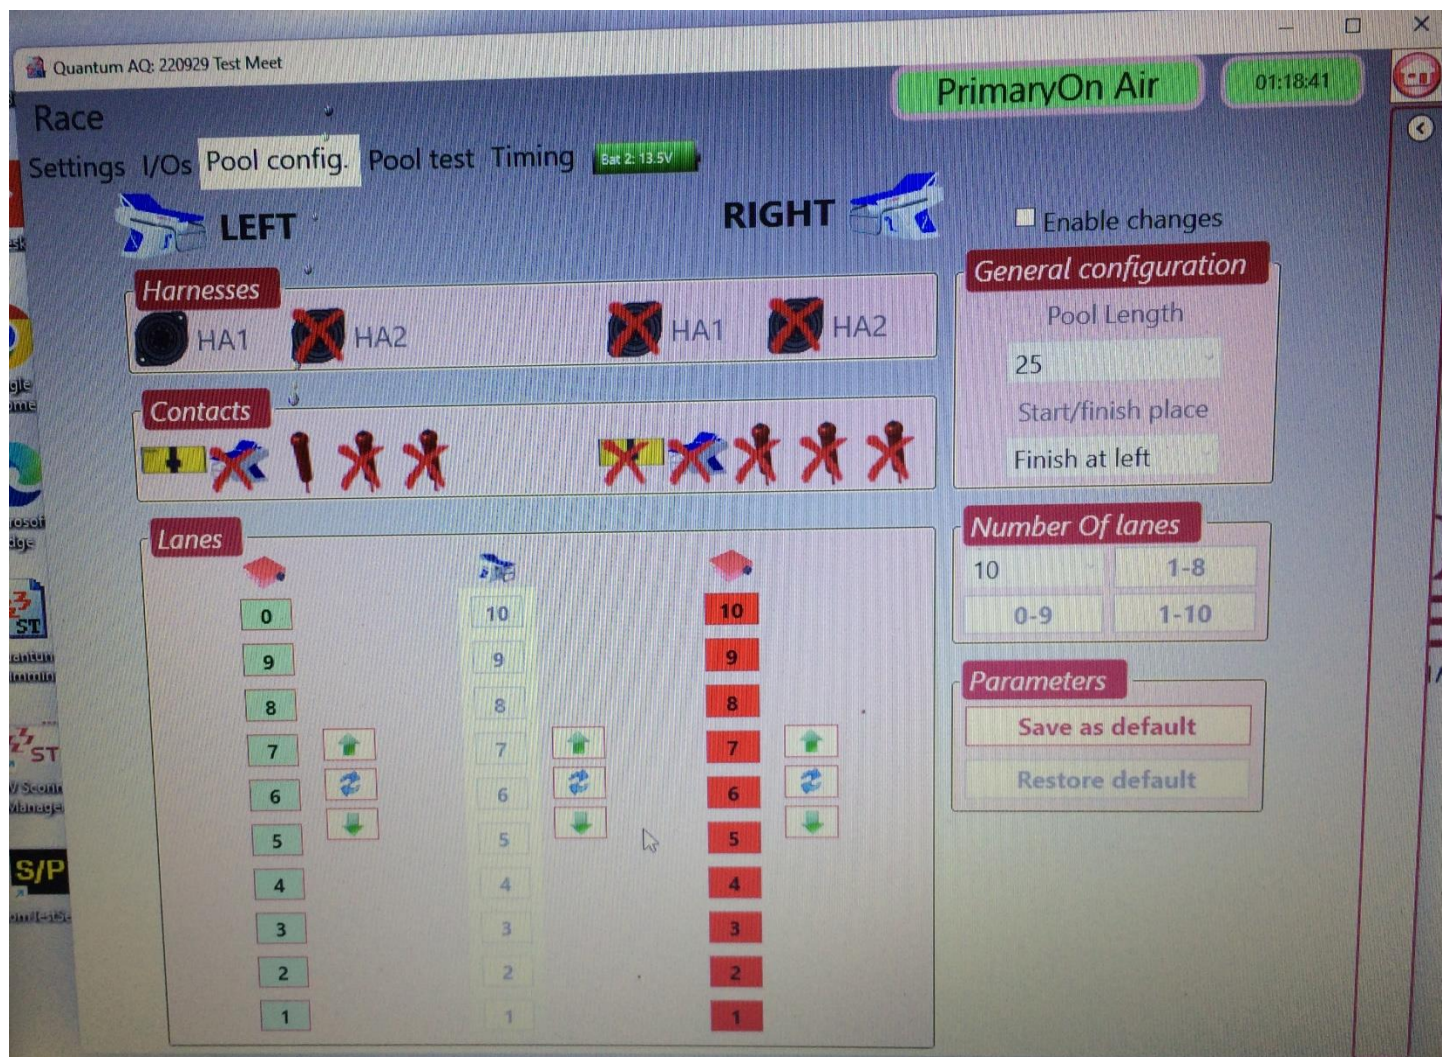 Quantum AQ: 220929 Test Meet
PrimaryOn Air
01:18:41
Race
Settings I/Os Pool config. Pool test Timing Bat 2: 13.5V
LEFT
RIGHT
Enable changes
Harnesses
HA1 HA2 HA1 HA2
General configuration
Pool Length
25
Start/finish place
Finish at left
Contacts
Lanes
Number Of lanes
10 1-8
0-9 1-10
Parameters
Save as default
Restore default
0 10 10
9 9 9
8 8 8
7 7 7
6 6 6
5 5 5
4 4 4
3 3 3
2 2 2
1 1 1
ST
ST
S/P